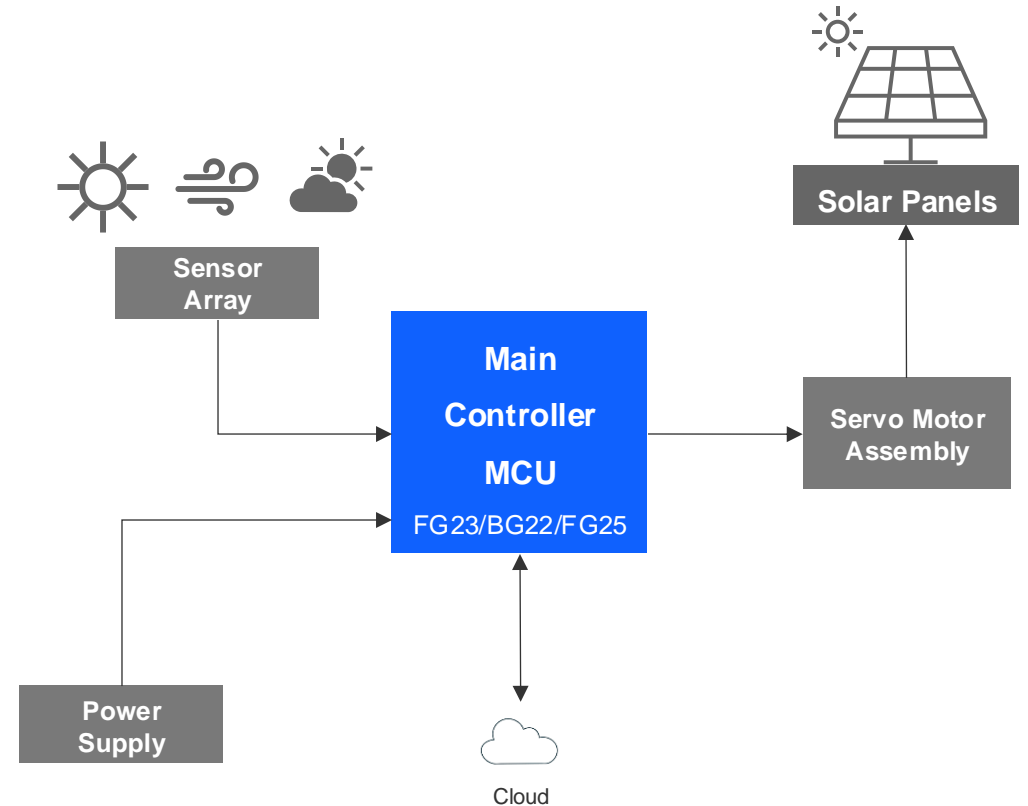 Solar Panels
Sensor
Array
Main
Controller
MCU
FG23/BG22/FG25
Servo Motor
Assembly
Power
Supply
Cloud